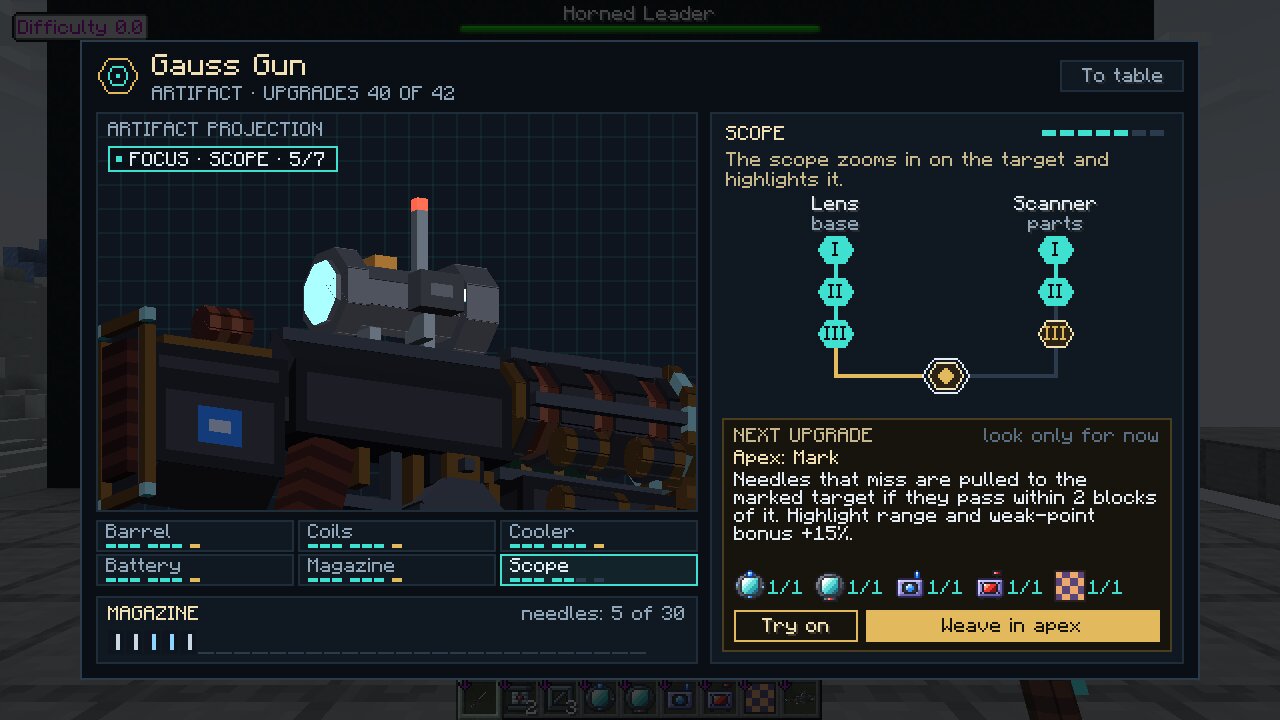 Horned Leader
Difficulty 0.0
Gauss Gun
ARTIFACT · UPGRADES 40 OF 42
To table
ARTIFACT PROJECTION
FOCUS · SCOPE · 5/7
SCOPE
The scope zooms in on the target and
highlights it.
Lens
base
Scanner
parts
I
I
II
II
III
III
NEXT UPGRADE
look only for now
Apex: Mark
Needles that miss are pulled to the
marked target if they pass within 2 blocks
of it. Highlight range and weak-point
bonus +15%.
1/1 1/1 1/1 1/1 1/1
Try on
Weave in apex
Barrel
Coils
Cooler
Battery
Magazine
Scope
MAGAZINE
needles: 5 of 30
2
3